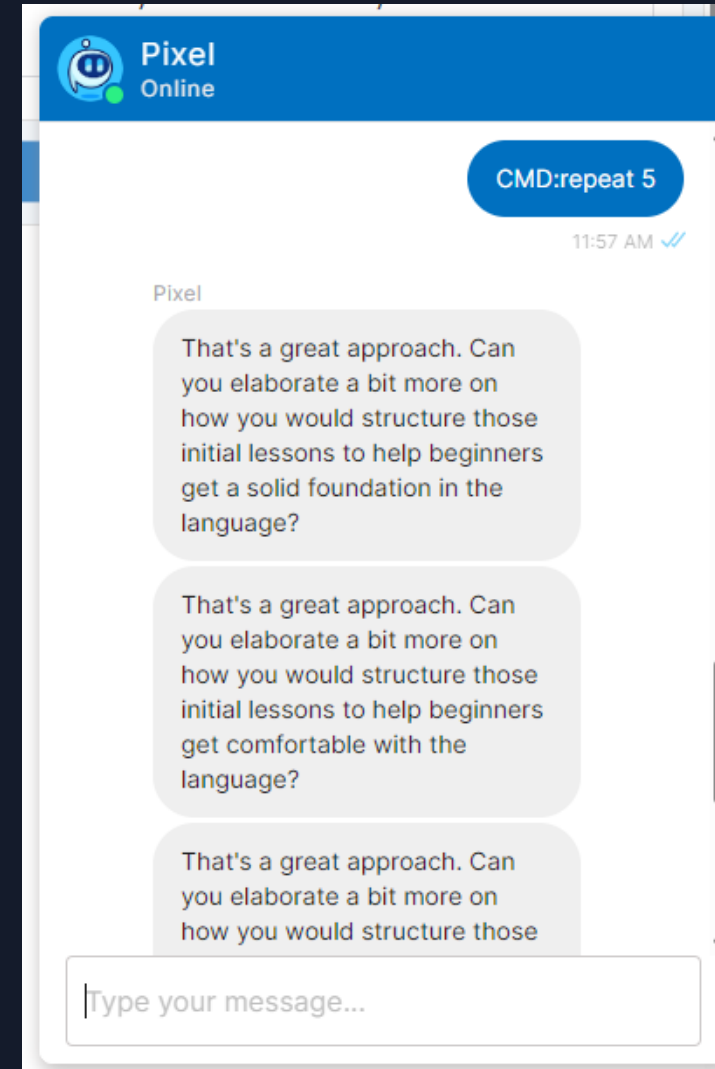 Pixel
Online
CMD:repeat 5
11:57 AM
Pixel
That's a great approach. Can
you elaborate a bit more on
how you would structure those
initial lessons to help beginners
get a solid foundation in the
language?
That's a great approach. Can
you elaborate a bit more on
how you would structure those
initial lessons to help beginners
get comfortable with the
language?
That's a great approach. Can
you elaborate a bit more on
how you would structure those
Type your message...